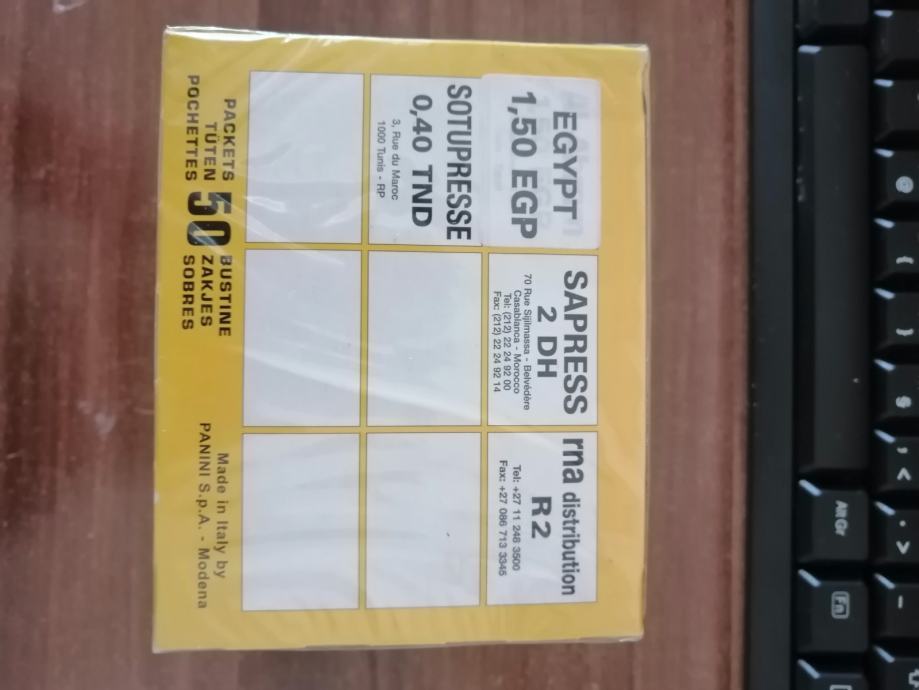 EGYPT
1,50 EGP
SAPRESS
2 DH
70 Rue Sijilmassa - Belvédère
Casablanca - Morocco
Tel: (212) 22 24 92 00
Fax: (212) 22 24 92 14
rna distribution
R 2
Tel: +27 11 248 3500
Fax: +27 086 713 3345
SOTUPRESSE
0,40 TND
3, Rue du Maroc
1000 Tunis - RP
PACKETS
TÜTEN
POCHETTES
50
BUSTINE
ZAKJES
SOBRES
Made in Italy by
PANINI S.p.A. - Modena
@
{
}
$
, <
. >
-
Alt Gr
Fn